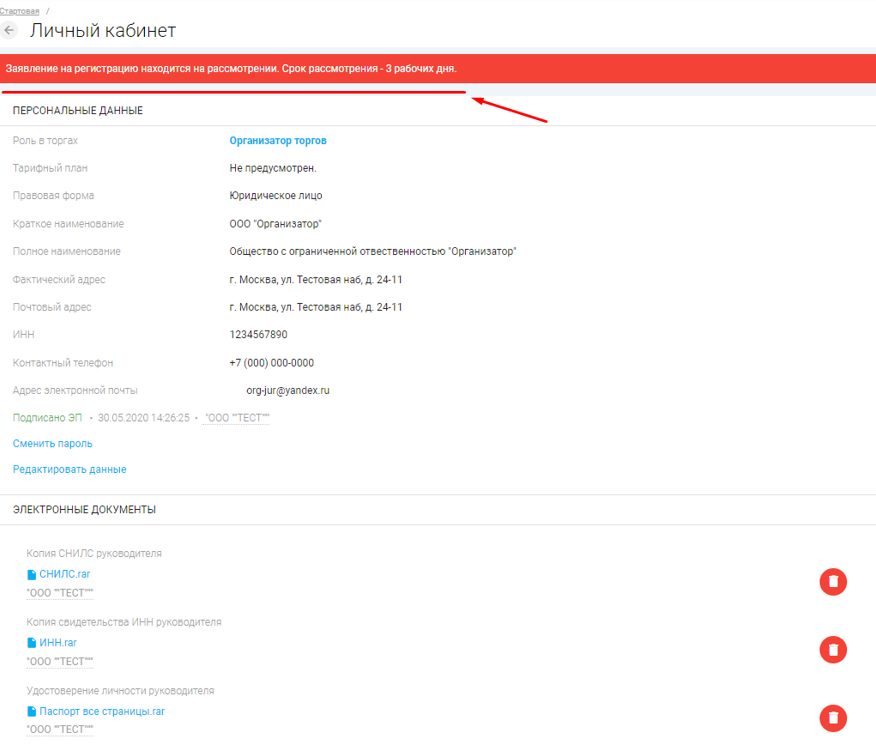 Стартовая /
Личный кабинет
Заявление на регистрацию находится на рассмотрении. Срок рассмотрения - 3 рабочих дня.
ПЕРСОНАЛЬНЫЕ ДАННЫЕ
Роль в торгах Организатор торгов
Тарифный план Не предусмотрен.
Правовая форма Юридическое лицо
Краткое наименование ООО "Организатор"
Полное наименование Общество с ограниченной отвественностью "Организатор"
Фактический адрес г. Москва, ул. Тестовая наб, д. 24-11
Почтовый адрес г. Москва, ул. Тестовая наб, д. 24-11
ИНН 1234567890
Контактный телефон +7 (000) 000-0000
Адрес электронной почты org-jur@yandex.ru
Подписано ЭП • 30.05.2020 14:26:25 • "ООО ""ТЕСТ"""
Сменить пароль
Редактировать данные
ЭЛЕКТРОННЫЕ ДОКУМЕНТЫ
Копия СНИЛС руководителя
СНИЛС.rar
"ООО ""ТЕСТ"""
Копия свидетельства ИНН руководителя
ИНН.rar
"ООО ""ТЕСТ"""
Удостоверение личности руководителя
Паспорт все страницы.rar
"ООО ""ТЕСТ"""